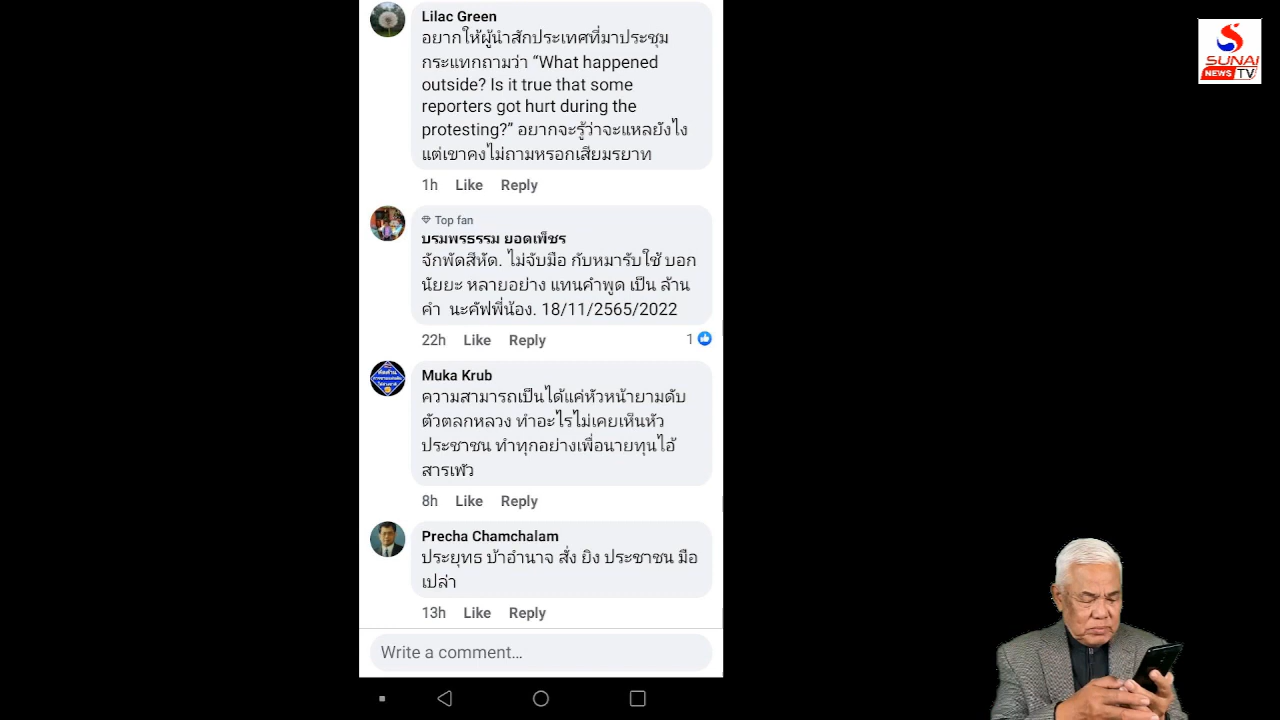 Lilac Green
อยากให้ผู้นำสักประเทศที่มาประชุม
กระแทกถามว่า “What happened
outside? Is it true that some
reporters got hurt during the
protesting?” อยากจะรู้ว่าจะแหลยังไง
แต่เขาคงไม่ถามหรอกเสียมรยาท
1h Like Reply
Top fan
บรมพรธรรม ยอดเพ็ชร
จักพัดสีหัด. ไม่จับมือ กับหมารับใช้ บอก
นัยยะ หลายอย่าง แทนคำพูด เป็น ล้าน
คำ นะคัฟพี่น้อง. 18/11/2565/2022
22h Like Reply 1
Muka Krub
ความสามารถเป็นได้แค่หัวหน้ายามดับ
ตัวตลกหลวง ทำอะไรไม่เคยเห็นหัว
ประชาชน ทำทุกอย่างเพื่อนายทุนไอ้
สารเฟัว
8h Like Reply
Precha Chamchalam
ประยุทธ บ้าอำนาจ สั่ง ยิง ประชาชน มือ
เปล่า
13h Like Reply
Write a comment...
SUNAI
NEWS TV